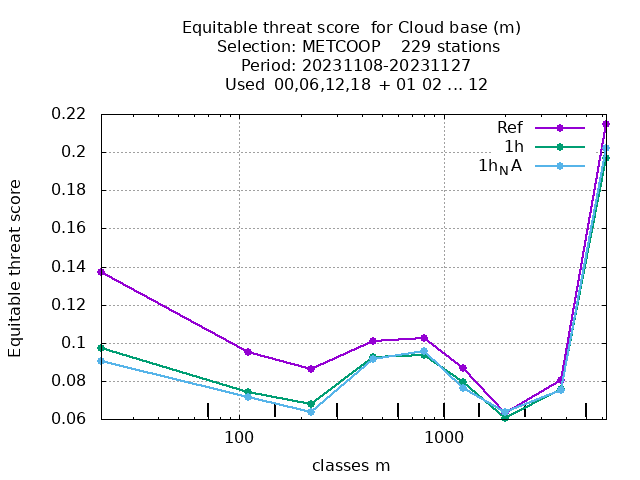 Equitable threat score  for Cloud base (m)
Selection: METCOOP    229 stations
Period: 20231108-20231127
Used  00,06,12,18 + 01 02 ... 12
0.22
0.2
0.18
0.16
0.14
0.12
0.1
0.08
0.06
Equitable threat score
Ref
1h
1h_N A
100
1000
classes m